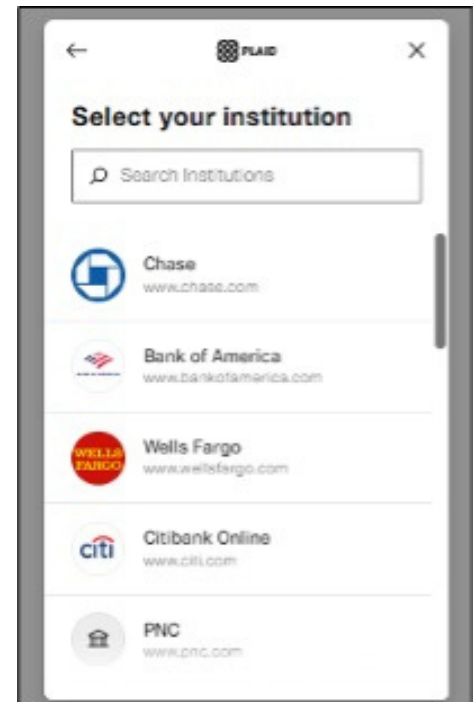 PLAID
Select your institution
Search Institutions
Chase
www.chase.com
Bank of America
www.bankofamerica.com
WELLS
FARGO
Wells Fargo
www.wellsfargo.com
citi
Citibank Online
www.citi.com
PNC
www.pnc.com